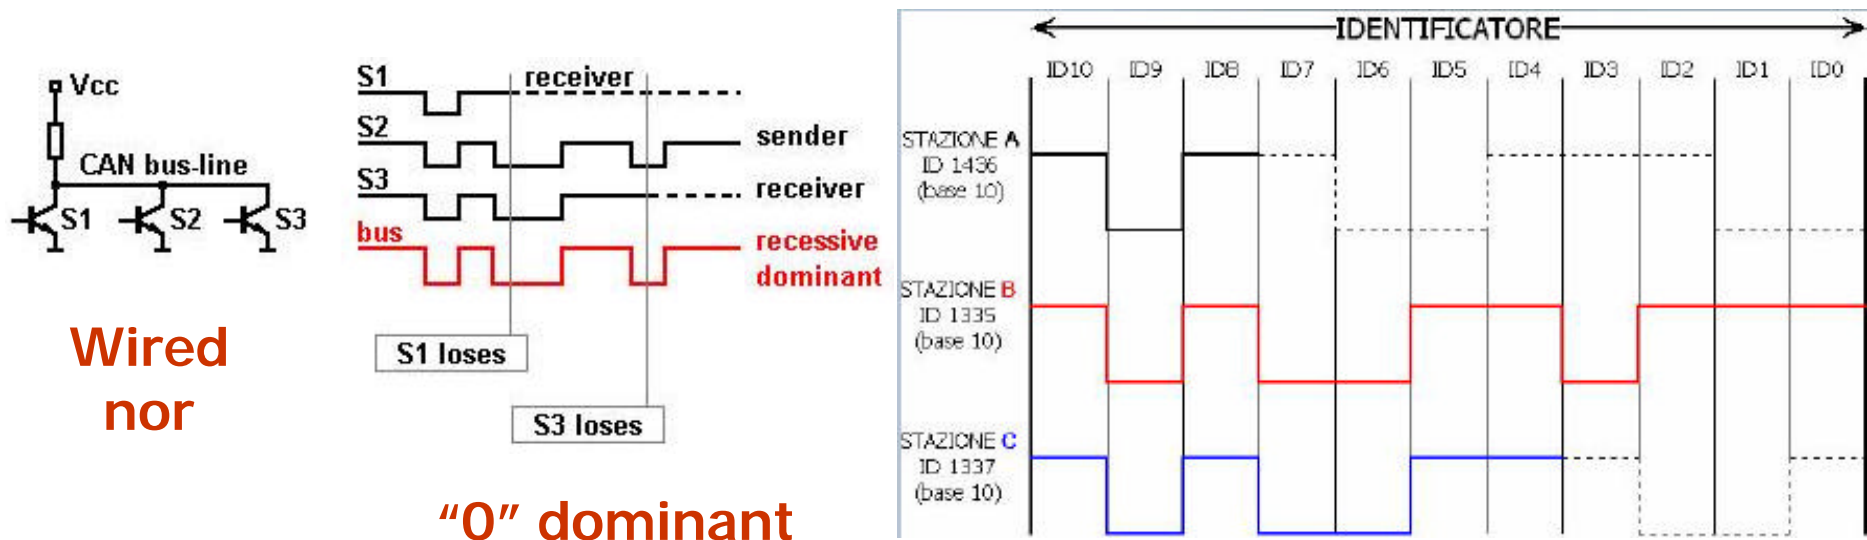 Vcc
CAN bus-line
S1
S2
S3
Wired
nor
S1
receiver
S2
sender
S3
receiver
bus
recessive
dominant
S1 loses
S3 loses
“0” dominant
IDENTIFICATORE
ID10 ID9 ID8 ID7 ID6 ID5 ID4 ID3 ID2 ID1 ID0
STAZIONE A
ID 1436
(base 10)
STAZIONE B
ID 1335
(base 10)
STAZIONE C
ID 1337
(base 10)